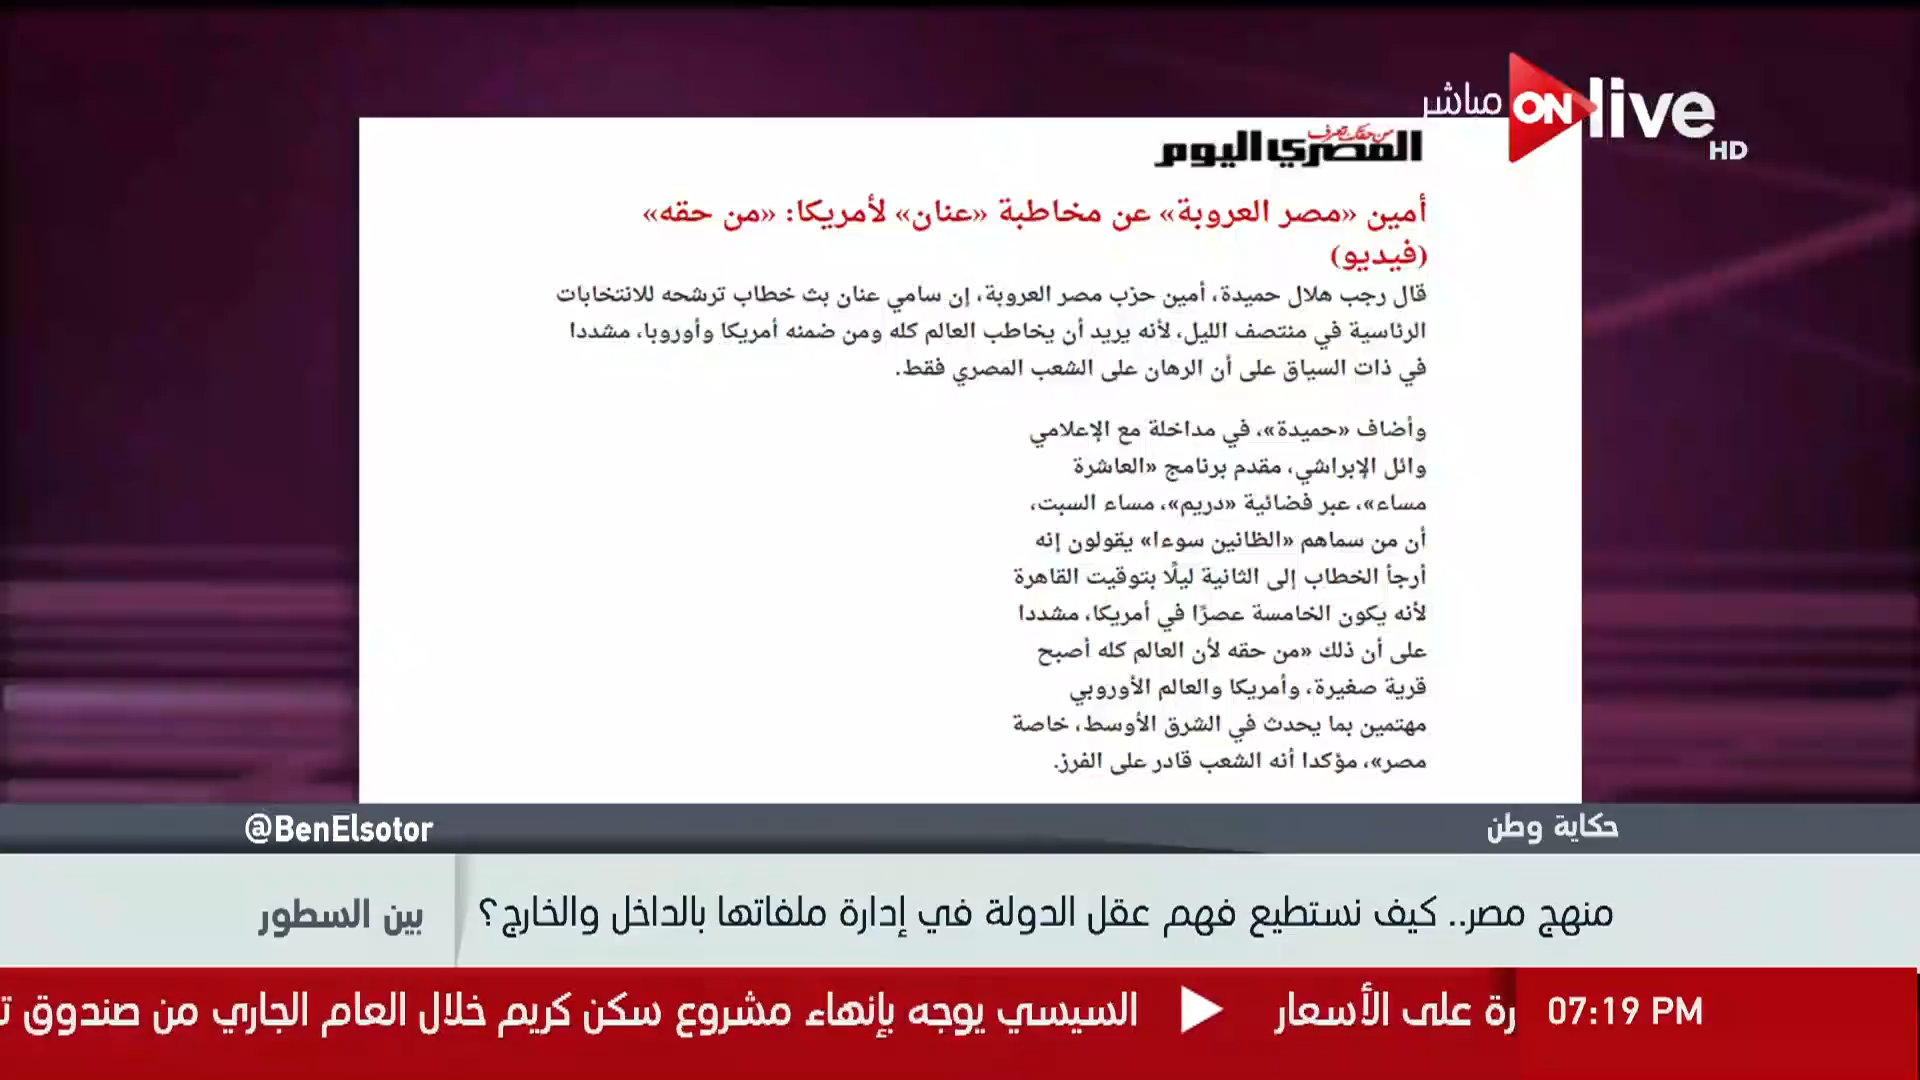 مباشر ON live
HD
من حقك تعرف
المصري اليوم
أمين «مصر العروبة» عن مخاطبة «عنان» لأمريكا: «من حقه»
(فيديو)
قال رجب هلال حميدة، أمين حزب مصر العروبة، إن سامي عنان بث خطاب ترشحه للانتخابات
الرئاسية في منتصف الليل، لأنه يريد أن يخاطب العالم كله ومن ضمنه أمريكا وأوروبا، مشددا
في ذات السياق على أن الرهان على الشعب المصري فقط.
وأضاف «حميدة»، في مداخلة مع الإعلامي
وائل الإبراشي، مقدم برنامج «العاشرة
مساء»، عبر فضائية «دريم»، مساء السبت،
أن من سماهم «الظانين سوءا» يقولون إنه
أرجأ الخطاب إلى الثانية ليلًا بتوقيت القاهرة
لأنه يكون الخامسة عصرًا في أمريكا، مشددا
على أن ذلك «من حقه لأن العالم كله أصبح
قرية صغيرة، وأمريكا والعالم الأوروبي
مهتمين بما يحدث في الشرق الأوسط، خاصة
مصر»، مؤكدا أنه الشعب قادر على الفرز.
حكاية وطن
@BenElsotor
منهج مصر.. كيف نستطيع فهم عقل الدولة في إدارة ملفاتها بالداخل والخارج؟
بين السطور
07:19 PM
رة على الأسعار
السيسي يوجه بإنهاء مشروع سكن كريم خلال العام الجاري من صندوق ت